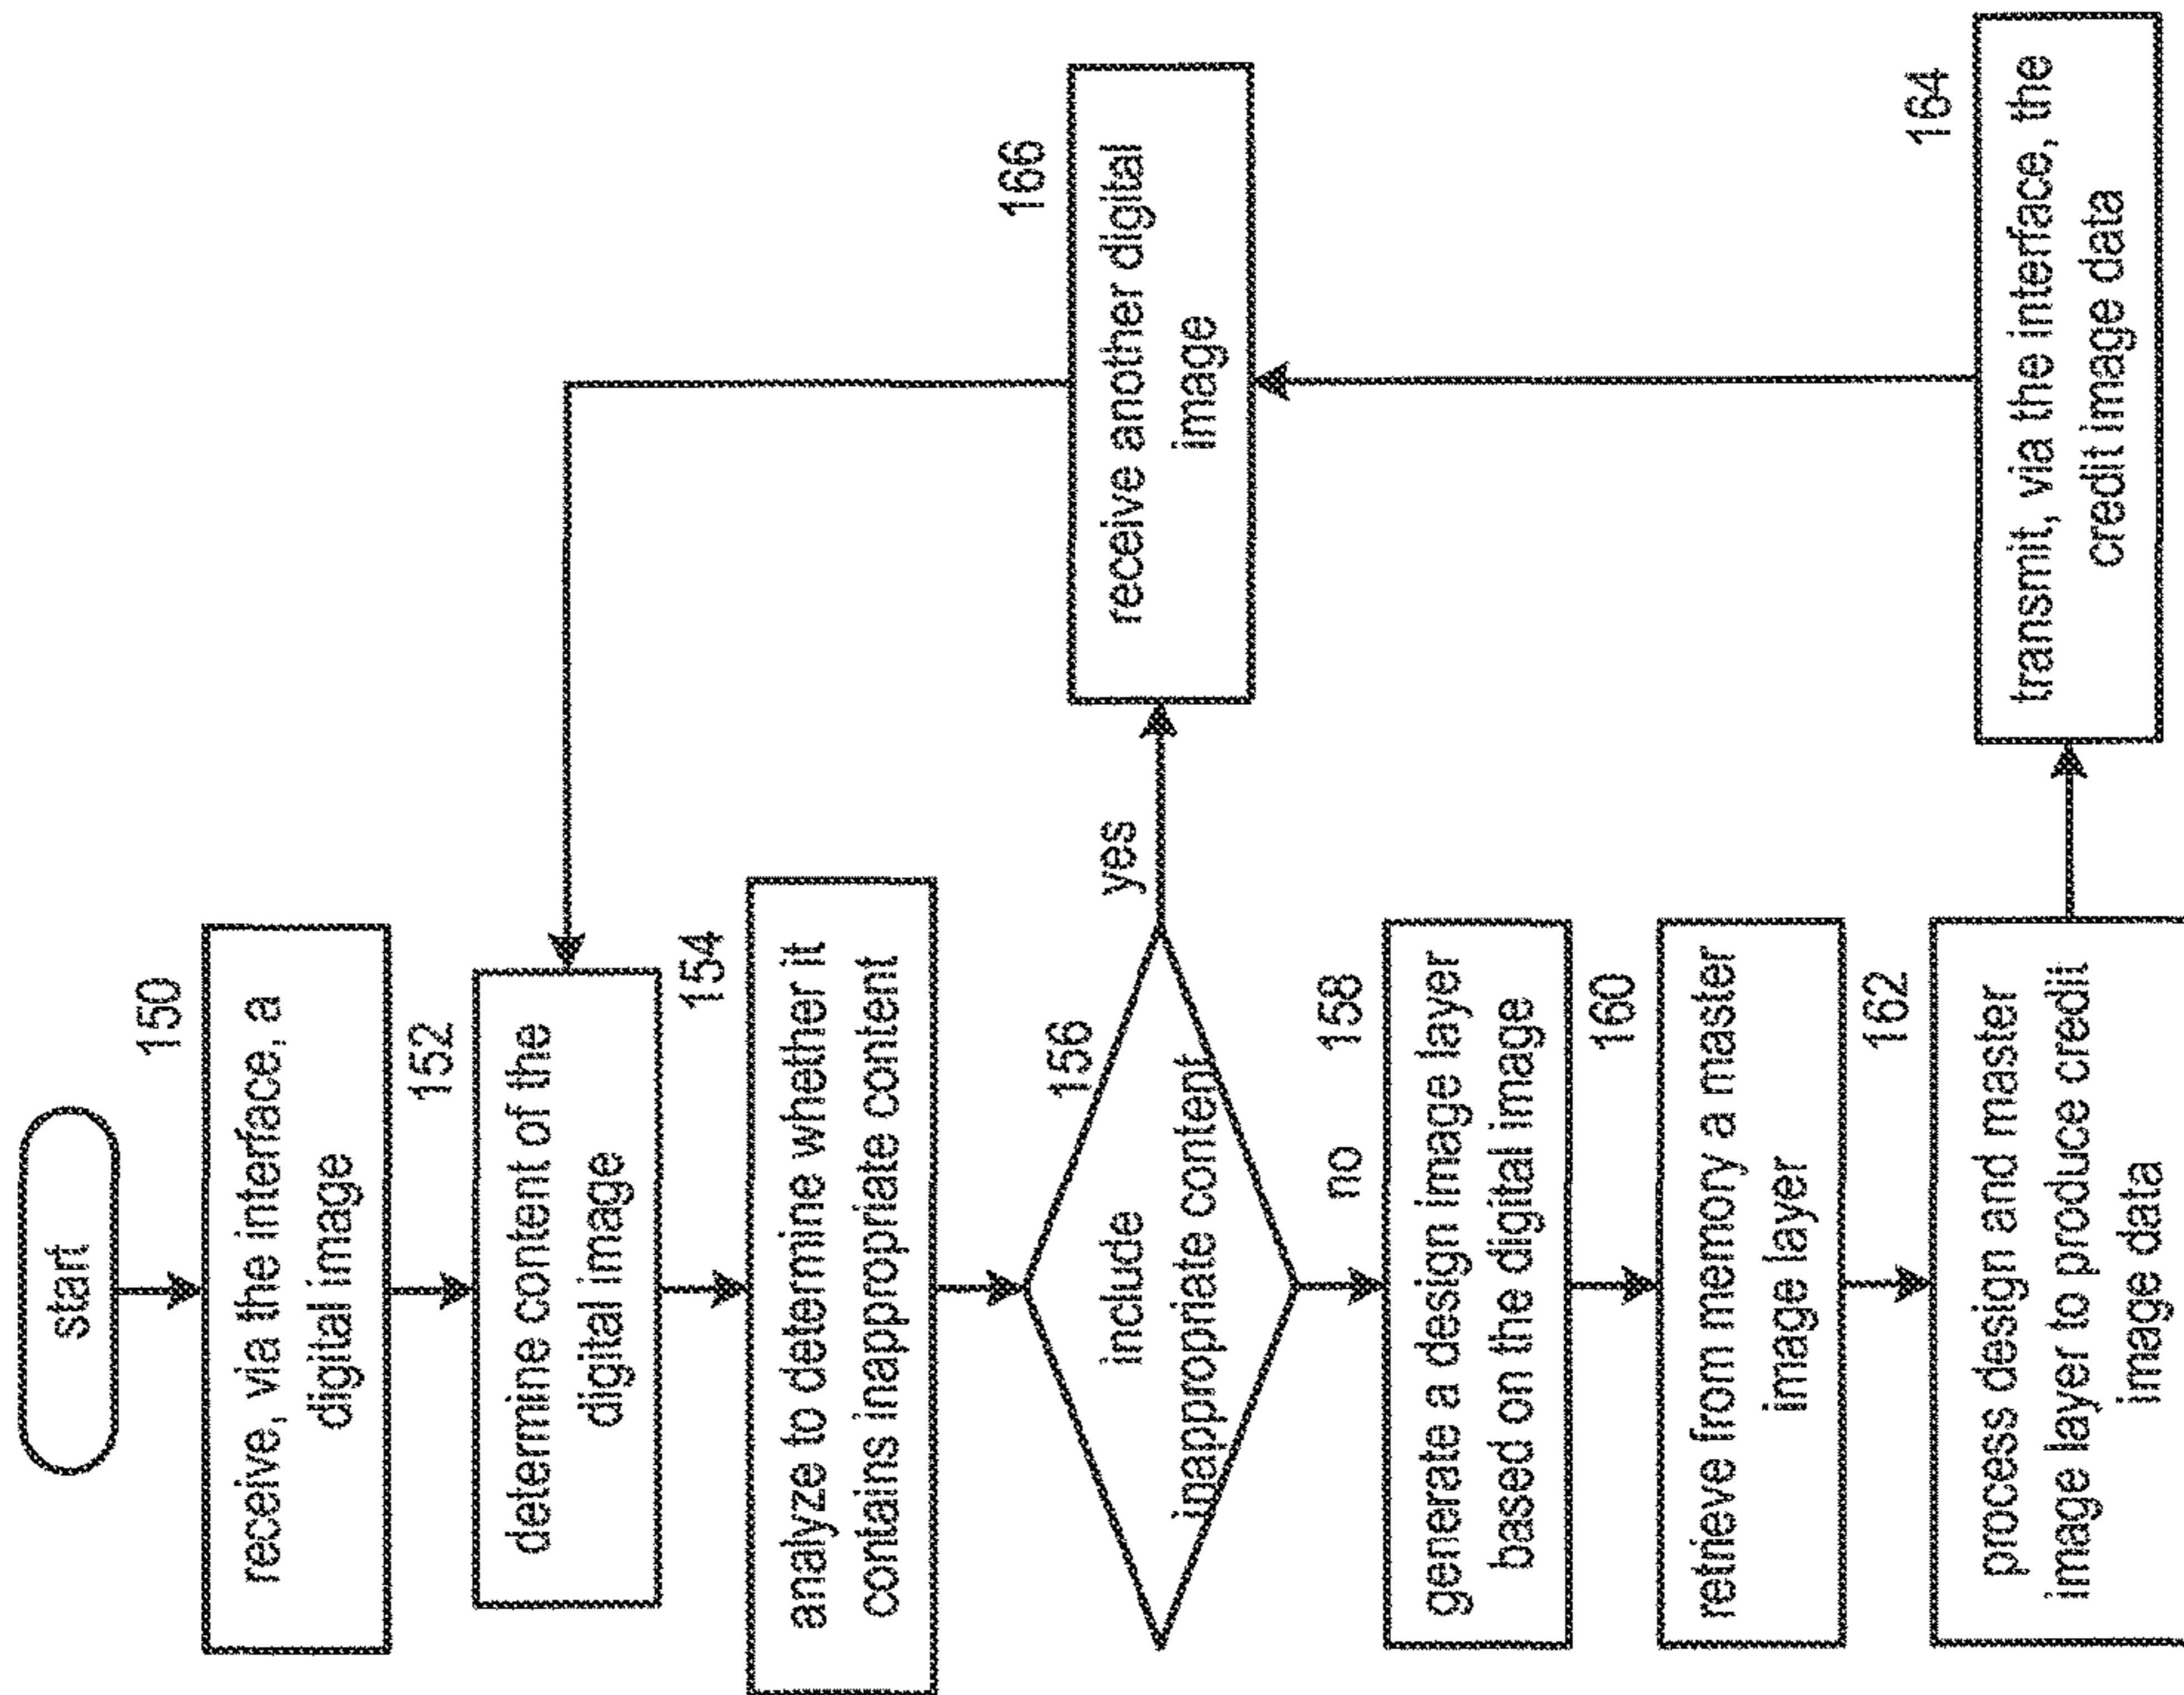 start
150
receive, via the interface, a
digital image
152
determine content of the
digital image
154
analyze to determine whether it
contains inappropriate content
156
include
inappropriate content
yes
no
158
generate a design image layer
based on the digital image
160
retrieve from memory a master
image layer
162
process design and master
image layer to produce credit
image data
164
transmit, via the interface, the
credit image data
166
receive another digital
image